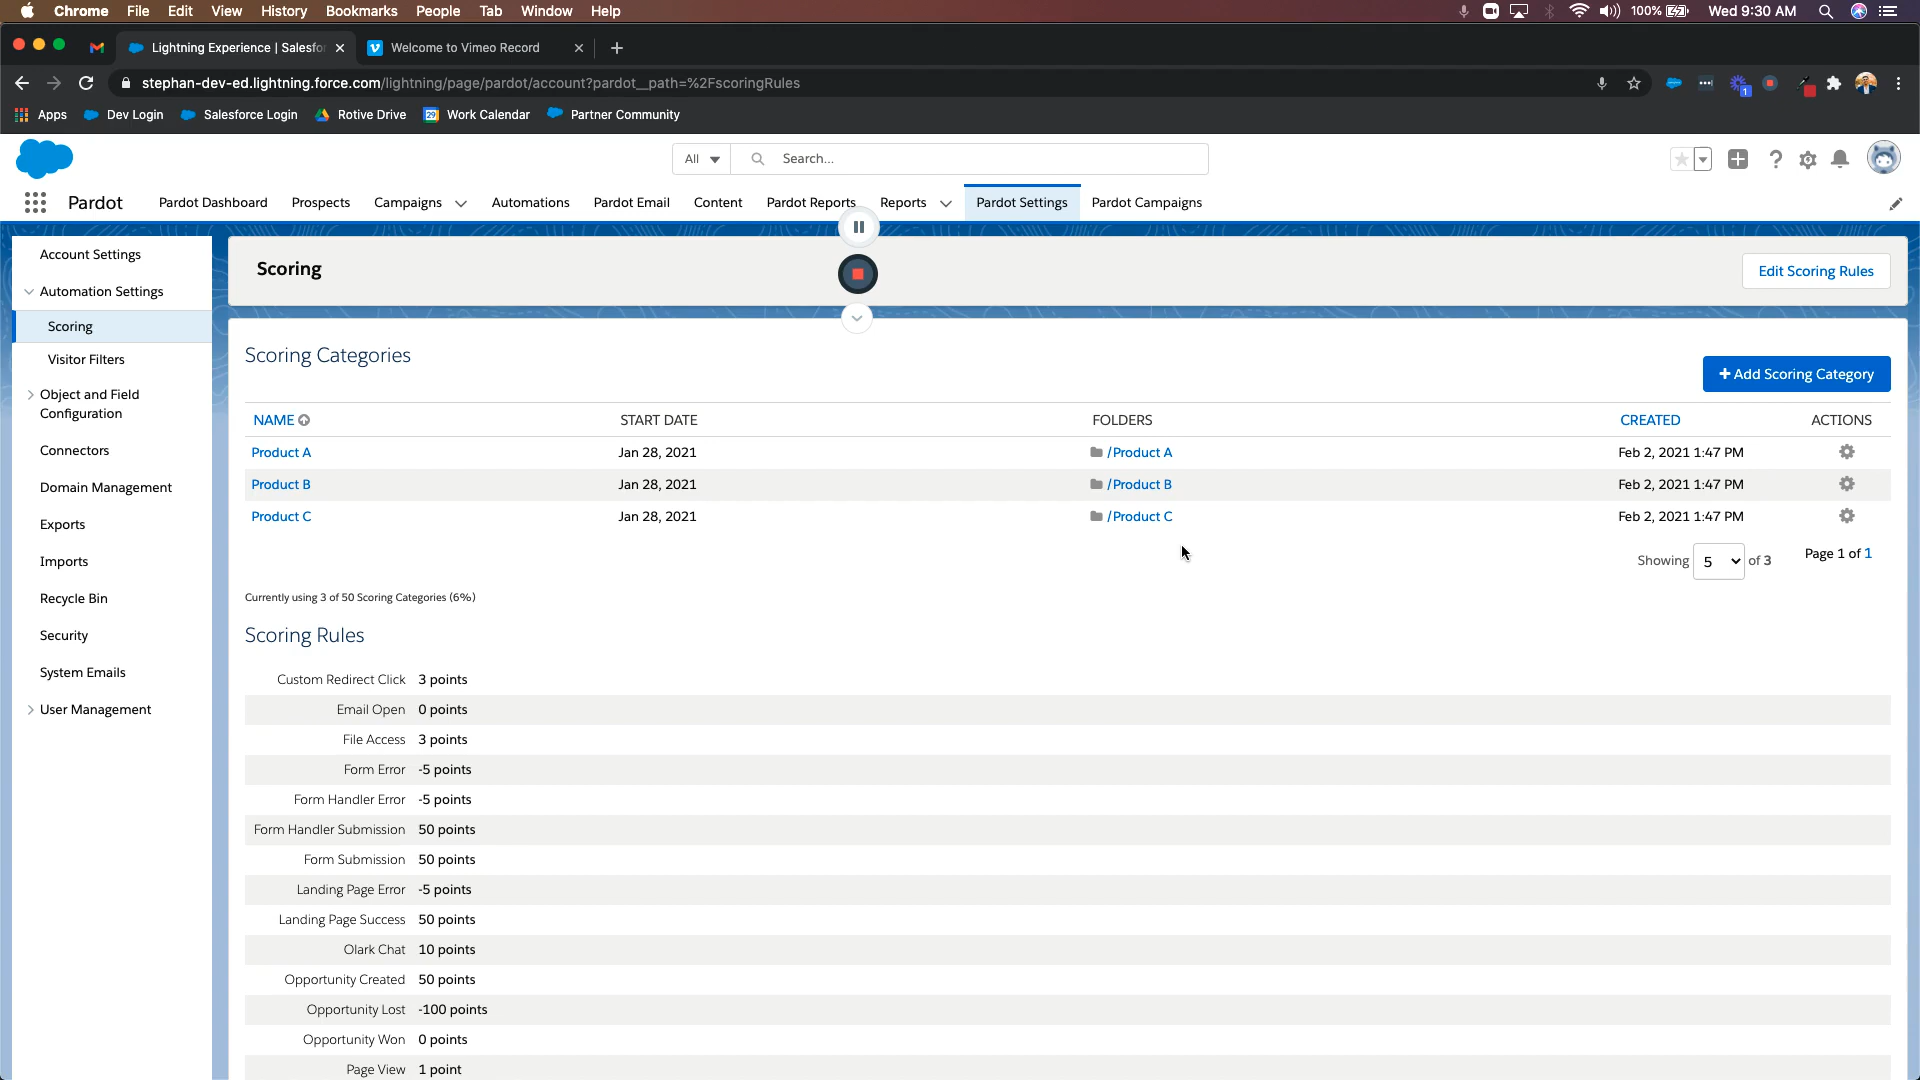 Chrome File Edit View History Bookmarks People Tab Window Help 100% Wed 9:30 AM
Lightning Experience | Salesfo Welcome to Vimeo Record
stephan-dev-ed.lightning.force.com/lightning/page/pardot/account?pardot__path=%2FscoringRules
1
Apps Dev Login Salesforce Login Rotive Drive 29 Work Calendar Partner Community
All Search...
Pardot Pardot Dashboard Prospects Campaigns Automations Pardot Email Content Pardot Reports Reports Pardot Settings Pardot Campaigns
Account Settings
Automation Settings
Scoring
Visitor Filters
Object and Field
Configuration
Connectors
Domain Management
Exports
Imports
Recycle Bin
Security
System Emails
User Management
Scoring
Edit Scoring Rules
Scoring Categories
+ Add Scoring Category
NAME START DATE FOLDERS CREATED ACTIONS
Product A Jan 28, 2021 /Product A Feb 2, 2021 1:47 PM
Product B Jan 28, 2021 /Product B Feb 2, 2021 1:47 PM
Product C Jan 28, 2021 /Product C Feb 2, 2021 1:47 PM
Showing 5 of 3 Page 1 of 1
Currently using 3 of 50 Scoring Categories (6%)
Scoring Rules
Custom Redirect Click 3 points
Email Open 0 points
File Access 3 points
Form Error -5 points
Form Handler Error -5 points
Form Handler Submission 50 points
Form Submission 50 points
Landing Page Error -5 points
Landing Page Success 50 points
Olark Chat 10 points
Opportunity Created 50 points
Opportunity Lost -100 points
Opportunity Won 0 points
Page View 1 point